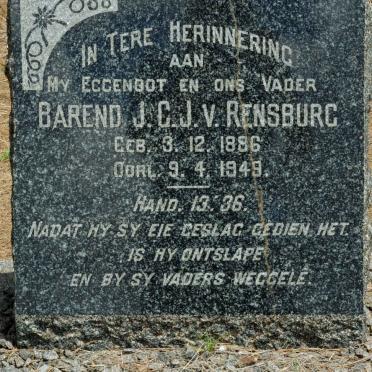 IN TERE HERINNERING
AAN
MY EGGENOOT EN ONS VADER
BAREND J.C.J.V. RENSBURG
GEB. 3.12.1886
OORL. 9.4.1949.
HAND. 13.36
NADAT HY SY EIE GESLAG GEDIEN HET.
IS HY ONTSLAPE
EN BY SY VADERS WEGGELÊ.